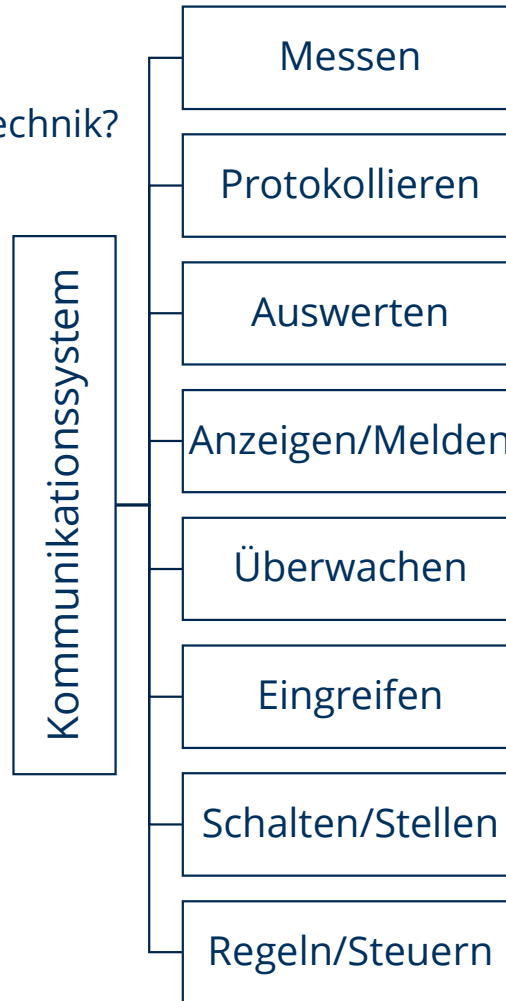 echnik?
Messen
Protokollieren
Auswerten
Anzeigen/Melden
Überwachen
Eingreifen
Schalten/Stellen
Regeln/Steuern
Kommunikationssystem